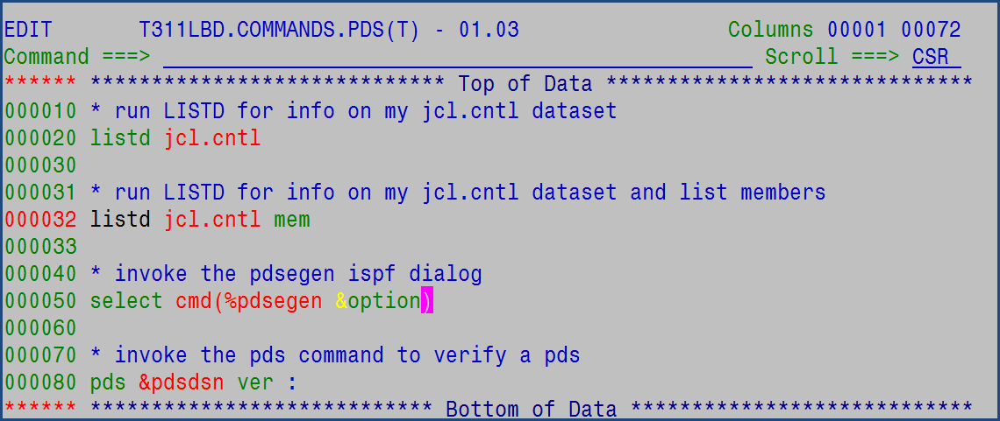 EDIT       T311LBD.COMMANDS.PDS(T) - 01.03                 Columns 00001 00072
Command ===>                                                  Scroll ===> CSR
****** ***************************** Top of Data ******************************
000010 * run LISTD for info on my jcl.cntl dataset
000020 listd jcl.cntl
000030
000031 * run LISTD for info on my jcl.cntl dataset and list members
000032 listd jcl.cntl mem
000033
000040 * invoke the pdsegen ispf dialog
000050 select cmd(%pdsegen &option)
000060
000070 * invoke the pds command to verify a pds
000080 pds &pdsdsn ver :
****** **************************** Bottom of Data ****************************